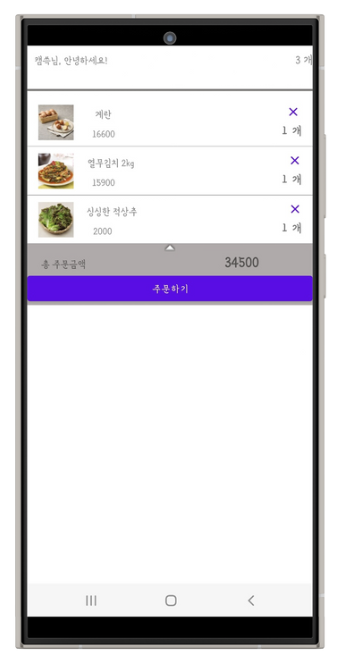 캡축님, 안녕하세요!
3 개
계란
16600
1 개
열무김치 2kg
15900
1 개
싱싱한 적상추
2000
1 개
총 주문금액
34500
주문하기